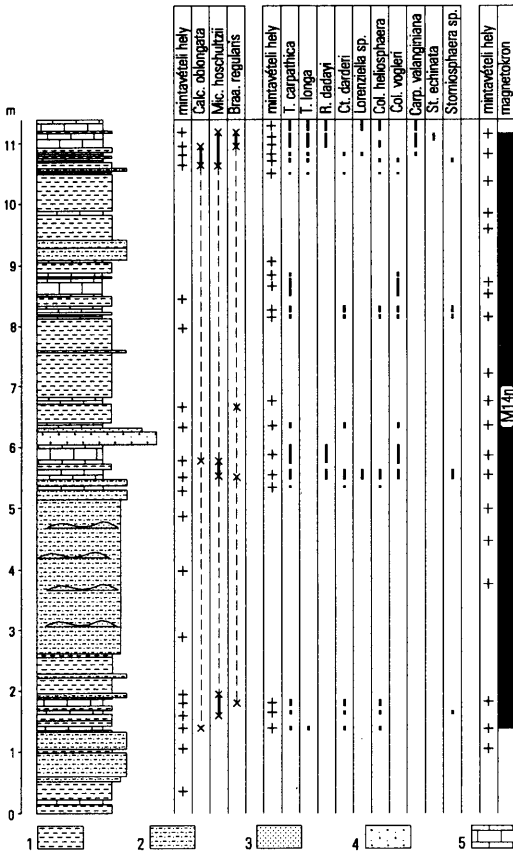 mintavételi hely
Calc. oblongata
Mic. hoschultzii
Braa. regularis
mintavételi hely
T. carpathica
T. longa
R. dadayi
Ct. darderi
Lorenziella sp.
Col. heliosphaera
Col. vogleri
Carp. valanginiana
St. echinata
Stomiosphaera sp.
mintavételi hely
magnetokron
m
11
10
9
8
7
M14n
6
5
4
3
2
1
0
1
2
3
4
5